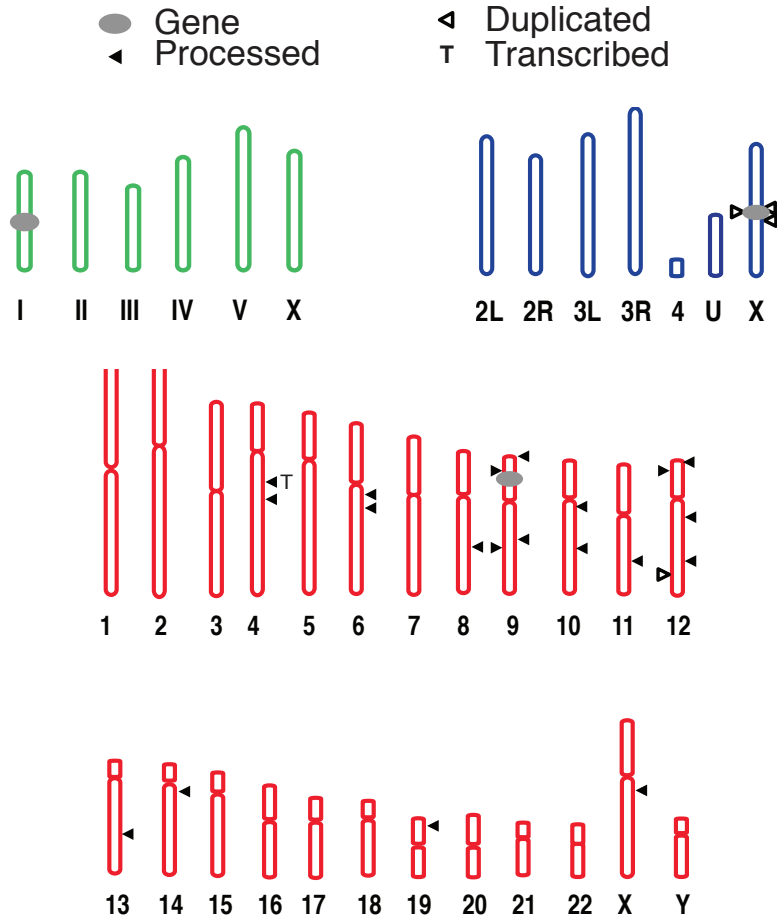 Gene Duplicated
Processed T Transcribed
I II III IV V X 2L 2R 3L 3R 4 U X
T
1 2 3 4 5 6 7 8 9 10 11 12
13 14 15 16 17 18 19 20 21 22 X Y